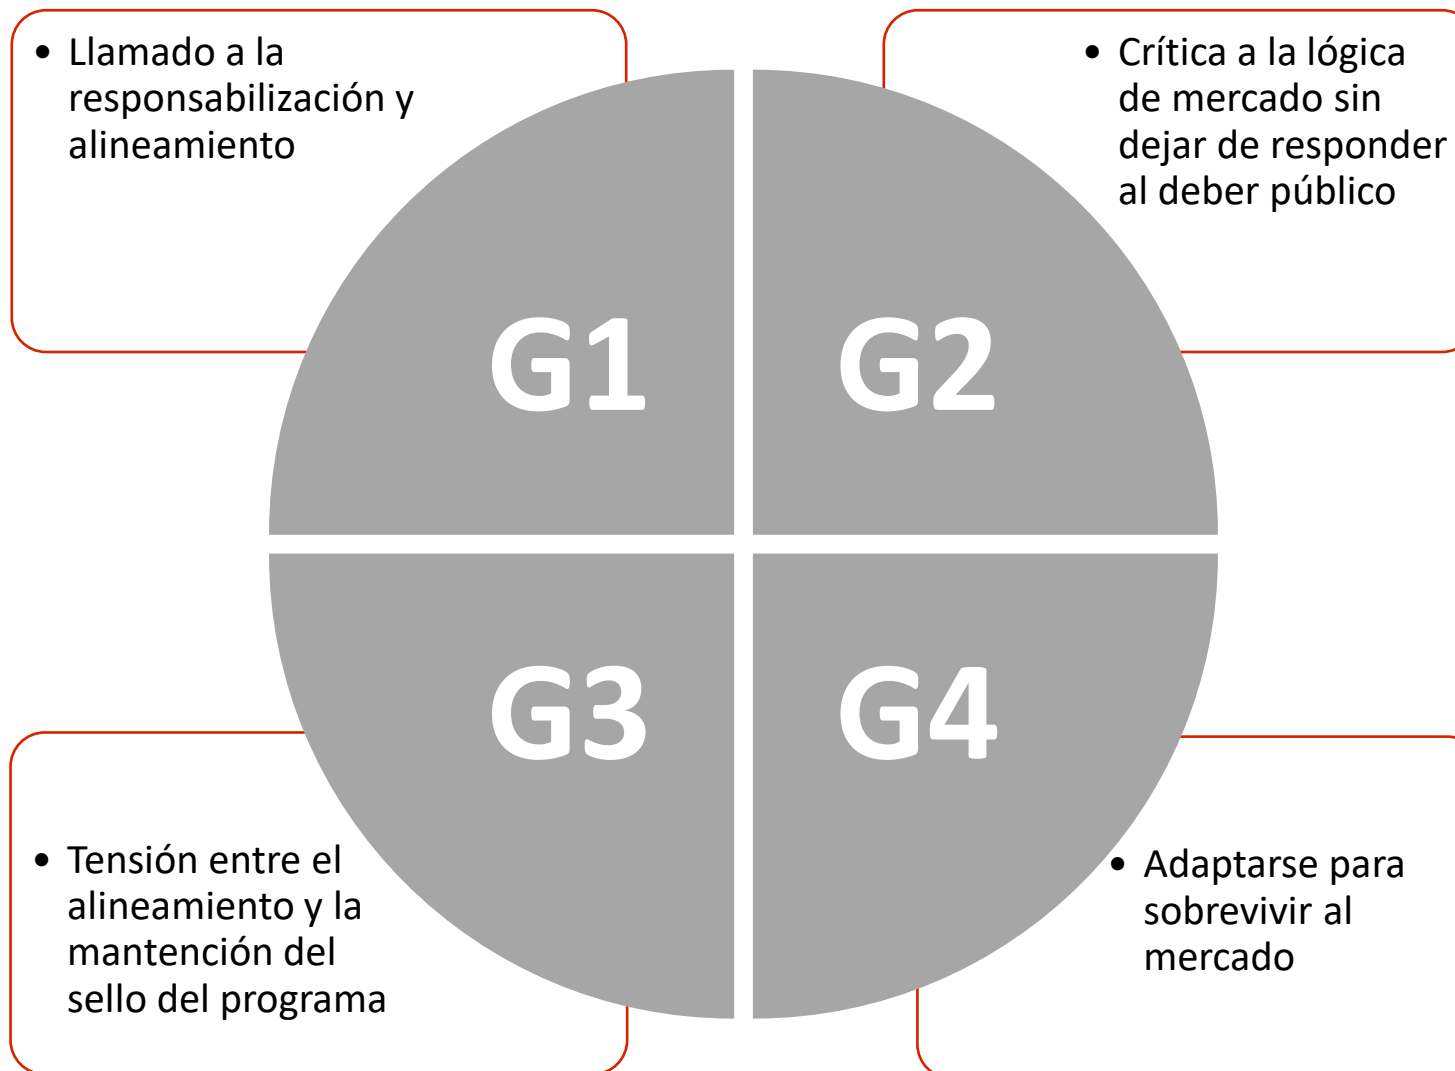 • Llamado a la
responsabilización y
alineamiento
• Crítica a la lógica
de mercado sin
dejar de responder
al deber público
G1
G2
G3
G4
• Tensión entre el
alineamiento y la
mantención del
sello del programa
• Adaptarse para
sobrevivir al
mercado